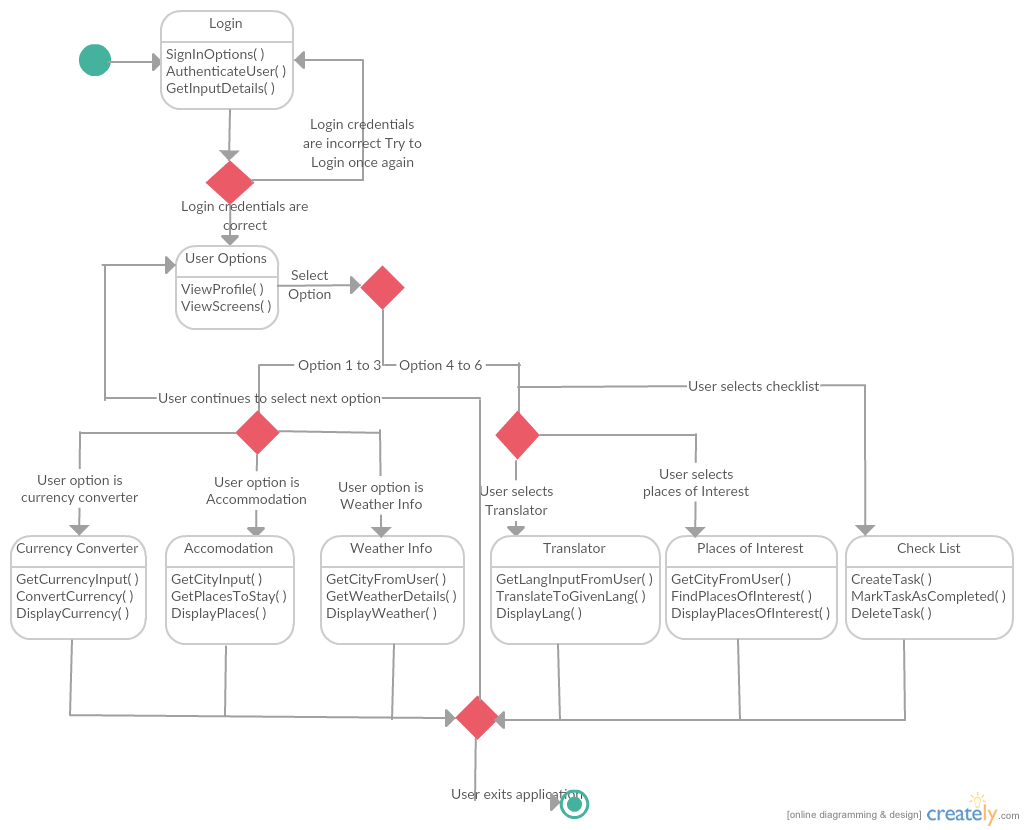 Login
SignInOptions( )
AuthenticateUser( )
GetInputDetails( )
Login credentials
are incorrect Try to
Login once again
Login credentials are
correct
User Options
ViewProfile( )
ViewScreens( )
Select
Option
Option 1 to 3
Option 4 to 6
User selects checklist
User continues to select next option
User option is
currency converter
User option is
Accommodation
User option is
Weather Info
User selects
Translator
User selects
places of Interest
Currency Converter
GetCurrencyInput( )
ConvertCurrency( )
DisplayCurrency( )
Accomodation
GetCityInput( )
GetPlacesToStay( )
DisplayPlaces( )
Weather Info
GetCityFromUser( )
GetWeatherDetails( )
DisplayWeather( )
Translator
GetLangInputFromUser( )
TranslateToGivenLang( )
DisplayLang( )
Places of Interest
GetCityFromUser( )
FindPlacesOfInterest( )
DisplayPlacesOfInterest( )
Check List
CreateTask( )
MarkTaskAsCompleted( )
DeleteTask( )
User exits application
[online diagramming & design] creately.com